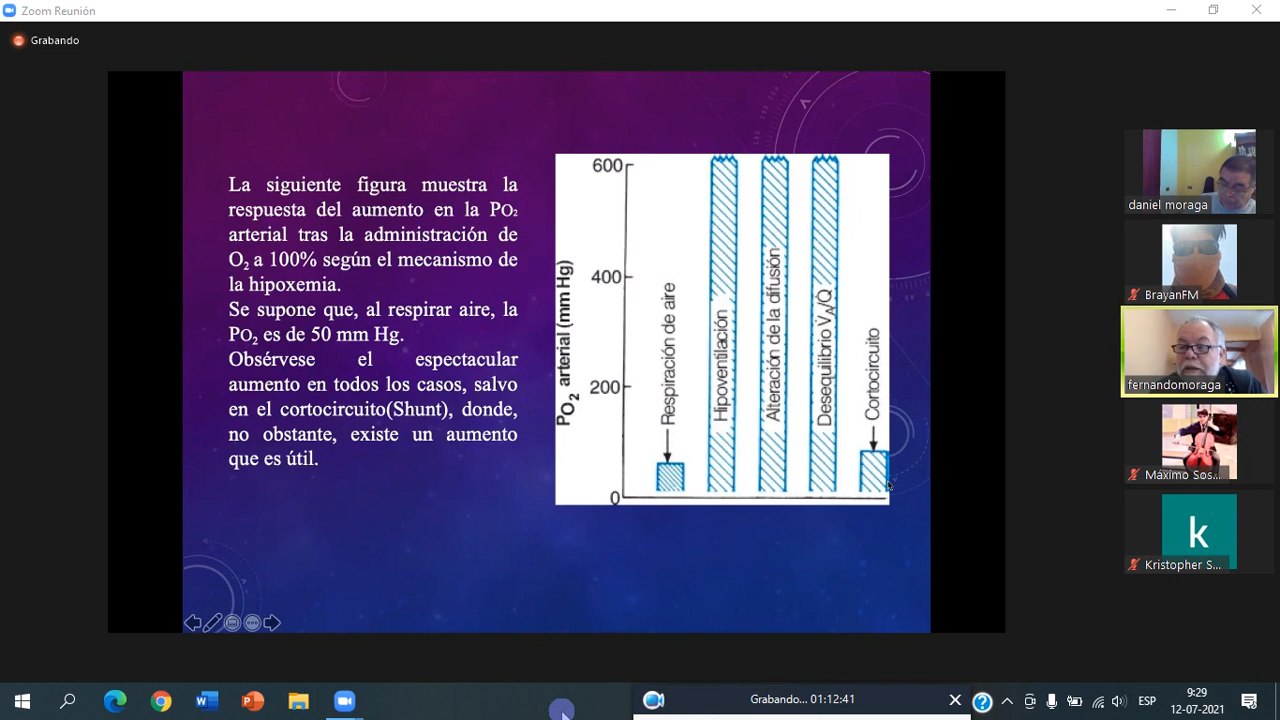 Zoom Reunión
Grabando
La siguiente figura muestra la
respuesta del aumento en la PO₂
arterial tras la administración de
O₂ a 100% según el mecanismo de
la hipoxemia.
Se supone que, al respirar aire, la
PO₂ es de 50 mm Hg.
Obsérvese el espectacular
aumento en todos los casos, salvo
en el cortocircuito(Shunt), donde,
no obstante, existe un aumento
que es útil.
PO₂ arterial (mm Hg)
600
400
200
0
Respiración de aire
Hipoventilación
Alteración de la difusión
Desequilibrio V̇A/Q̇
Cortocircuito
daniel moraga
BrayanFM
fernandomoraga
Máximo Sos...
k
Kristopher S...
Grabando... 01:12:41
ESP
9:29
12-07-2021